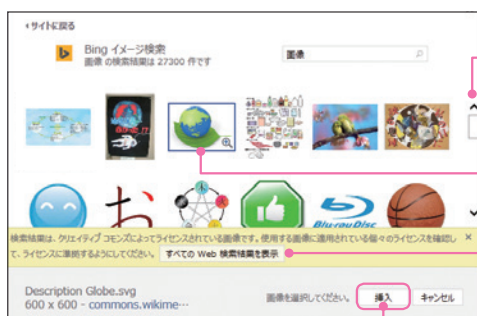 ‹サイトに戻る
Bing イメージ検索
画像 の検索結果は 27300 件です
画像
お
Blu-ray Disc
検索結果は、クリエイティブ コモンズによってライセンスされている画像です。使用する画像に適用されている個々のライセンスを確認し
て、ライセンスに準拠するようにしてください。 すべての Web 検索結果を表示
Description Globe.svg
600 x 600 - commons.wikime…
画像を選択してください。 挿入 キャンセル